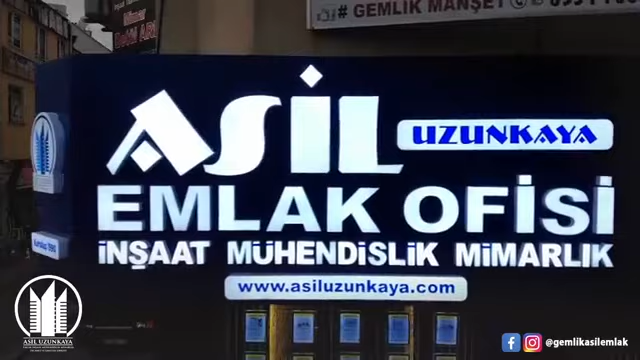 # GEMLİK MANŞET
ASİL
UZUNKAYA
EMLAK OFİSİ
İNŞAAT MÜHENDİSLİK MİMARLIK
www.asiluzunkaya.com
ASİL UZUNKAYA
@gemlikasilemlak